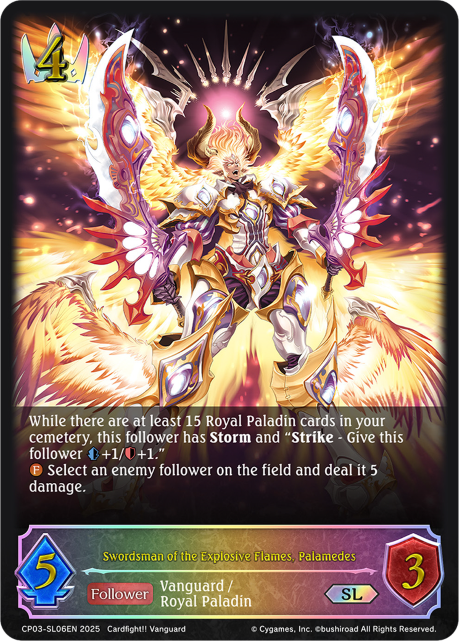 4
While there are at least 15 Royal Paladin cards in your
cemetery, this follower has Storm and “Strike - Give this
follower +1/+1.”
F Select an enemy follower on the field and deal it 5
damage.
Swordsman of the Explosive Flames, Palamedes
5
Follower
Vanguard /
Royal Paladin
SL
3
CP03-SL06EN 2025 Cardfight!! Vanguard © Cygames, Inc. ©bushiroad All Rights Reserved.